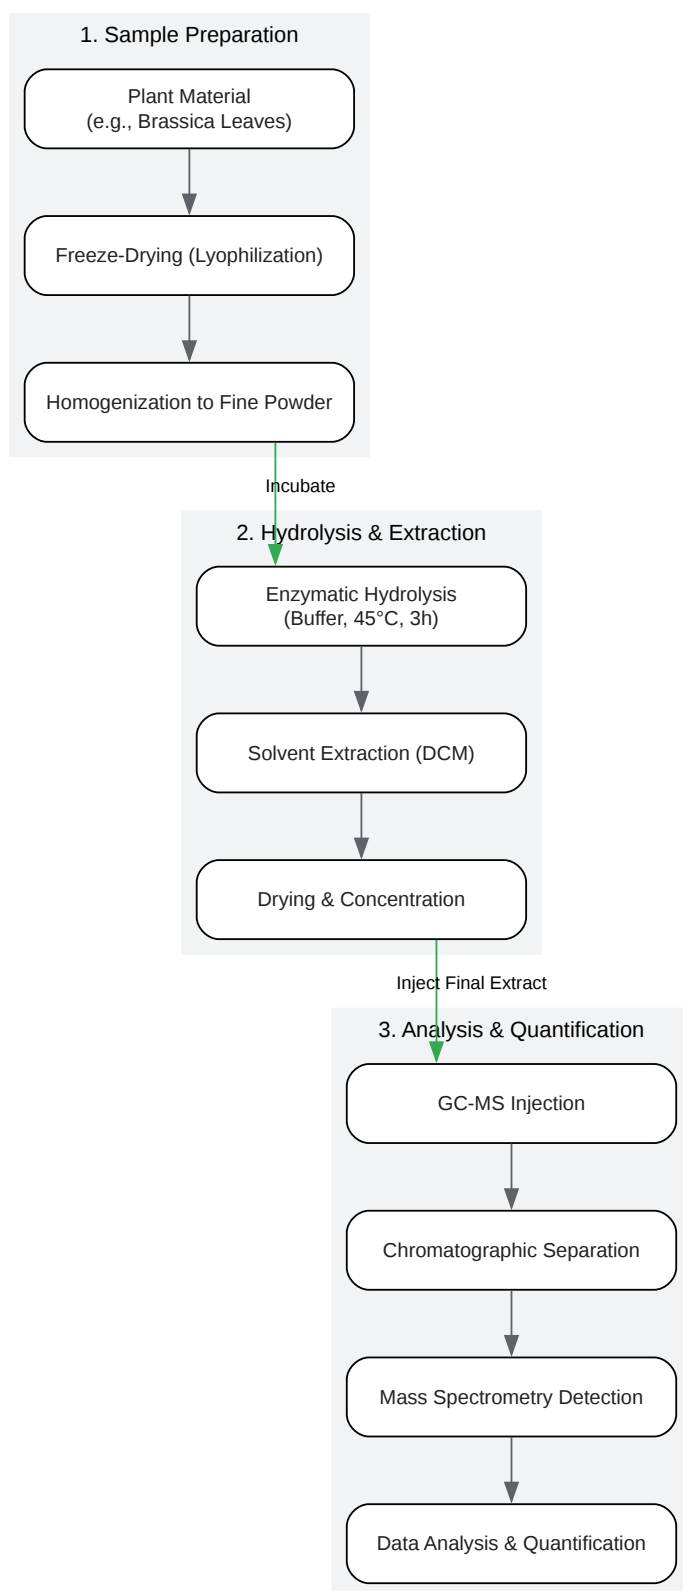 1. Sample Preparation
Plant Material
(e.g., Brassica Leaves)
Freeze-Drying (Lyophilization)
Homogenization to Fine Powder
Incubate
2. Hydrolysis & Extraction
Enzymatic Hydrolysis
(Buffer, 45°C, 3h)
Solvent Extraction (DCM)
Drying & Concentration
Inject Final Extract
3. Analysis & Quantification
GC-MS Injection
Chromatographic Separation
Mass Spectrometry Detection
Data Analysis & Quantification